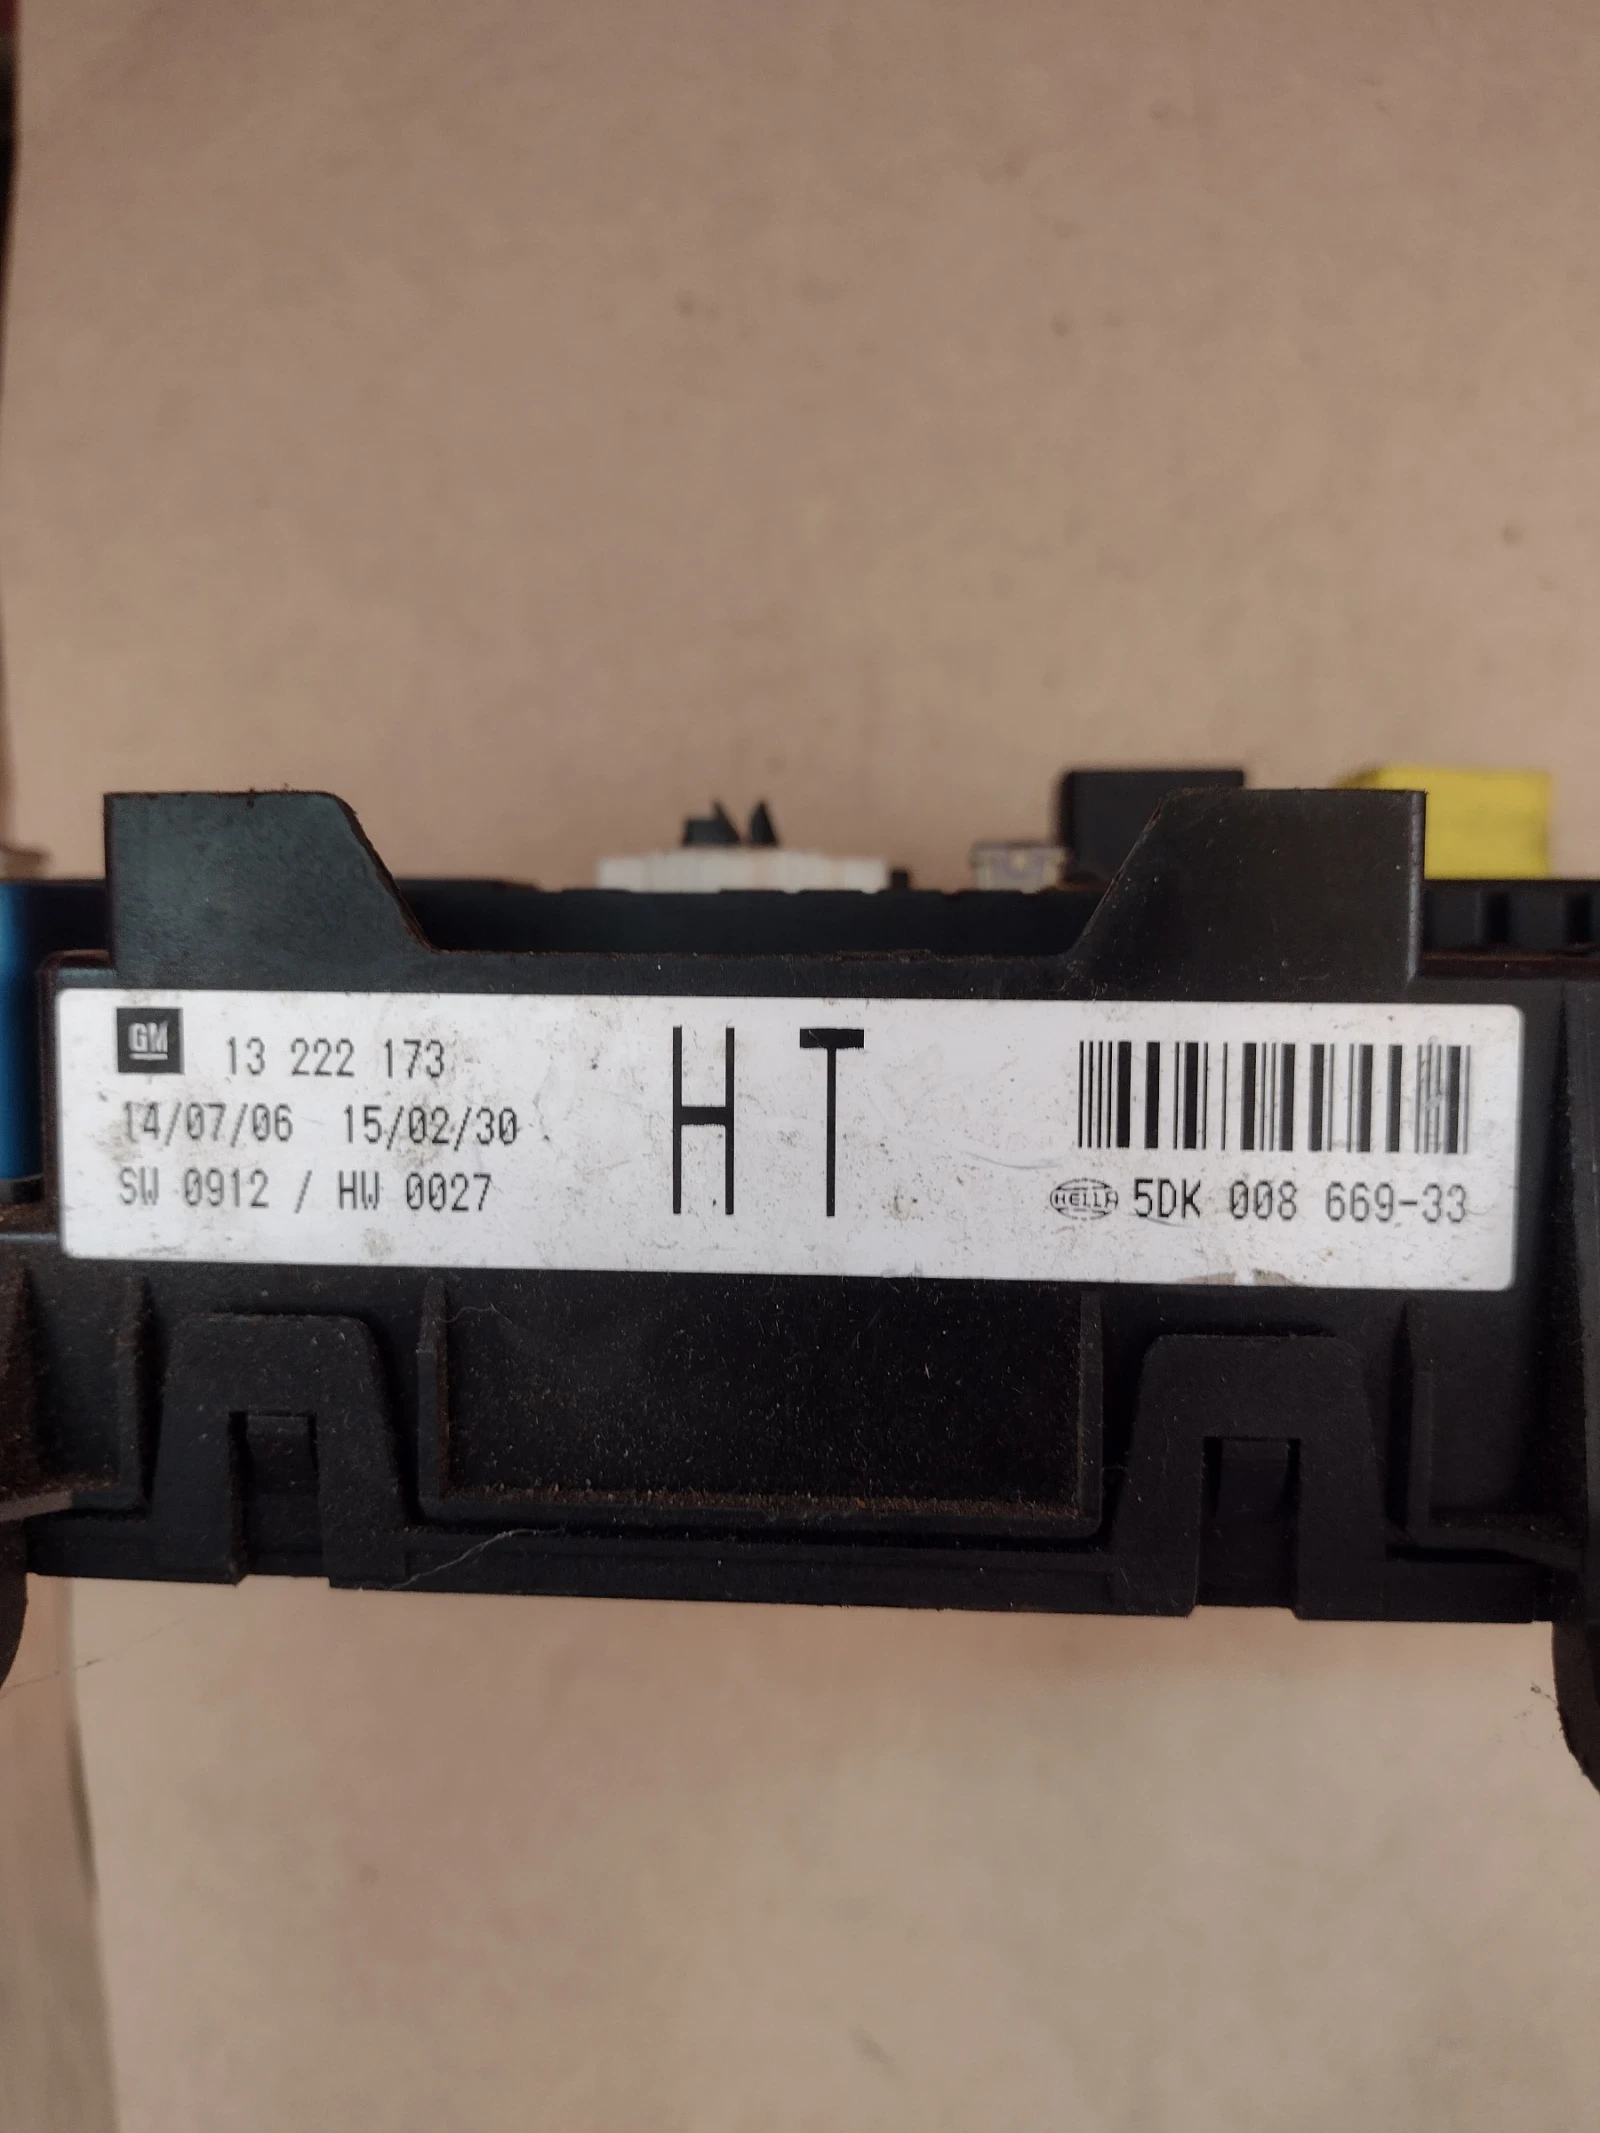 GM 13 222 173
14/07/06 15/02/30
SW 0912 / HW 0027
HT
HELLA 5DK 008 669-33